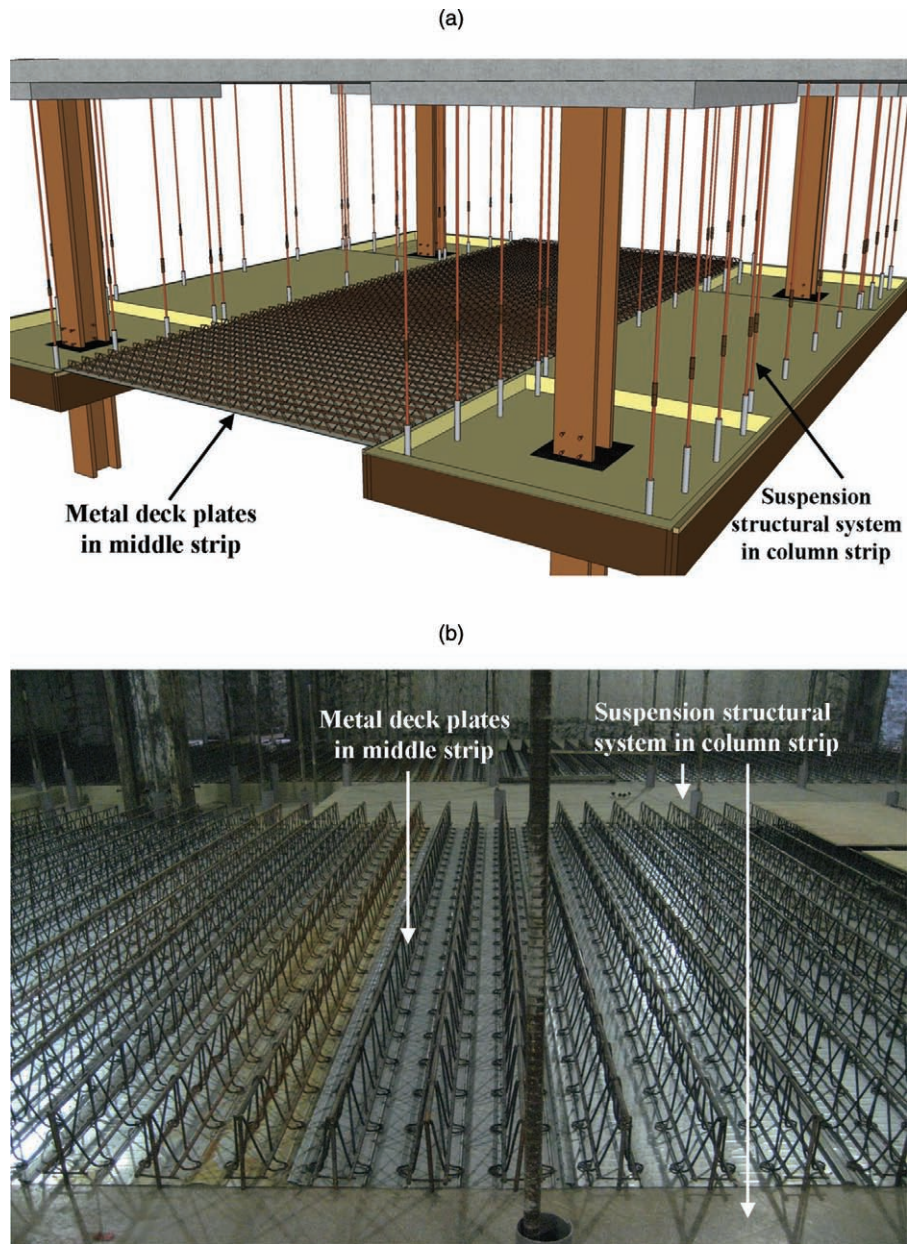 (a)
Metal deck plates
in middle strip
Suspension
structural system
in column strip
(b)
Metal deck plates
in middle strip
Suspension structural
system in column strip